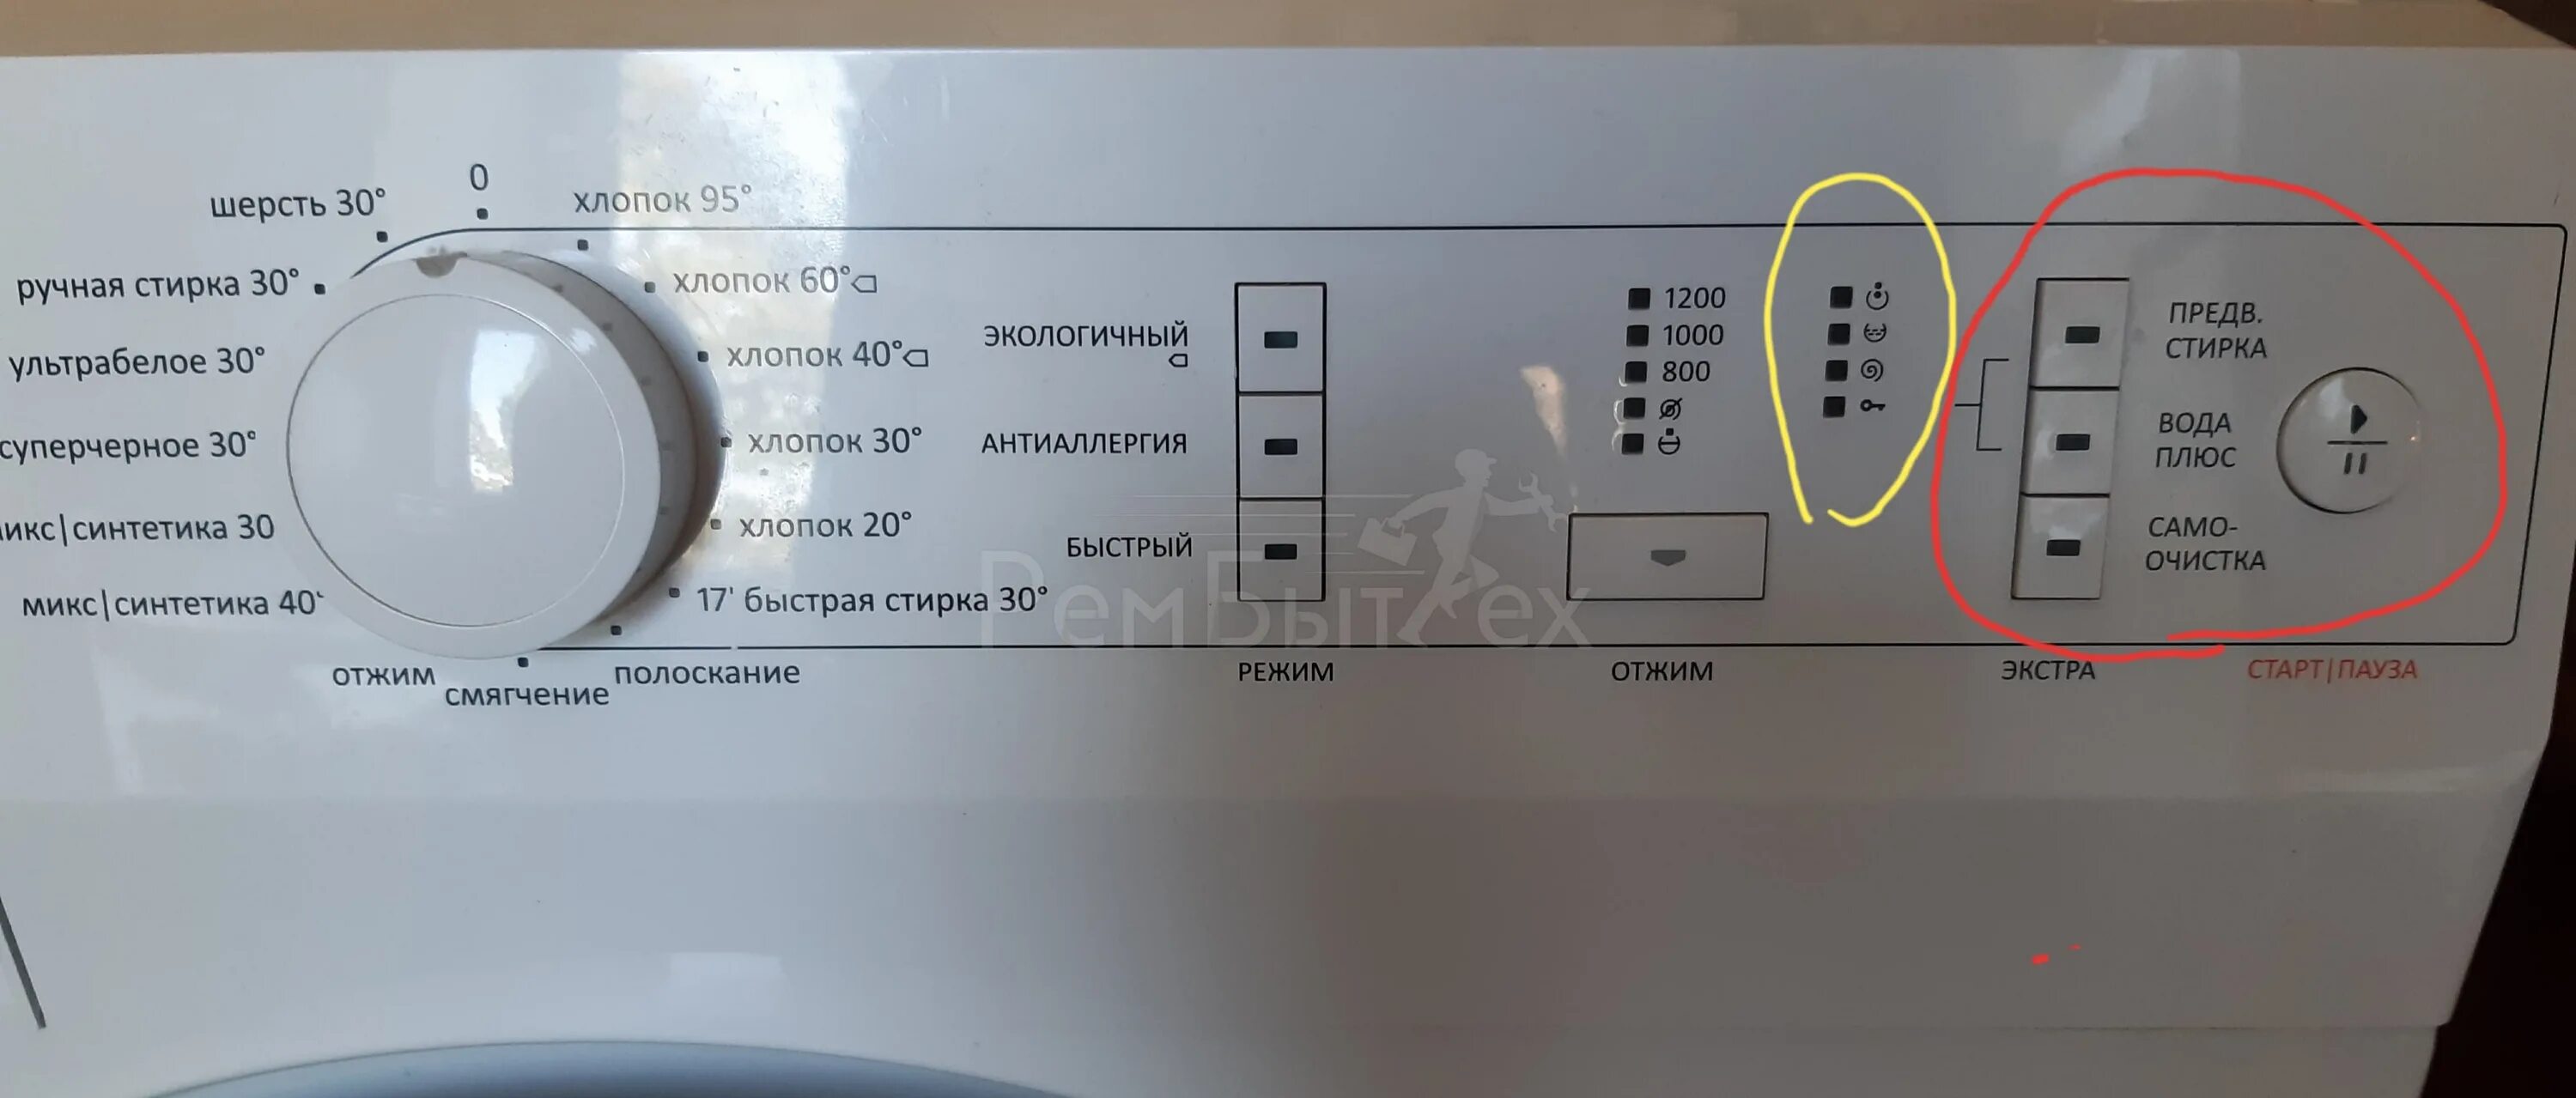 0
шерсть 30°
хлопок 95°
ручная стирка 30°
хлопок 60°
ультрабелое 30°
хлопок 40°
суперчерное 30°
хлопок 30°
икс|синтетика 30
хлопок 20°
микс|синтетика 40°
17' быстрая стирка 30°
отжим
смягчение
полоскание
ЭКОЛОГИЧНЫЙ
АНТИАЛЛЕРГИЯ
БЫСТРЫЙ
РЕЖИМ
1200
1000
800
ОТЖИМ
ПРЕДВ.
СТИРКА
ВОДА
ПЛЮС
САМО-
ОЧИСТКА
ЭКСТРА
СТАРТ|ПАУЗА
РемБытТех